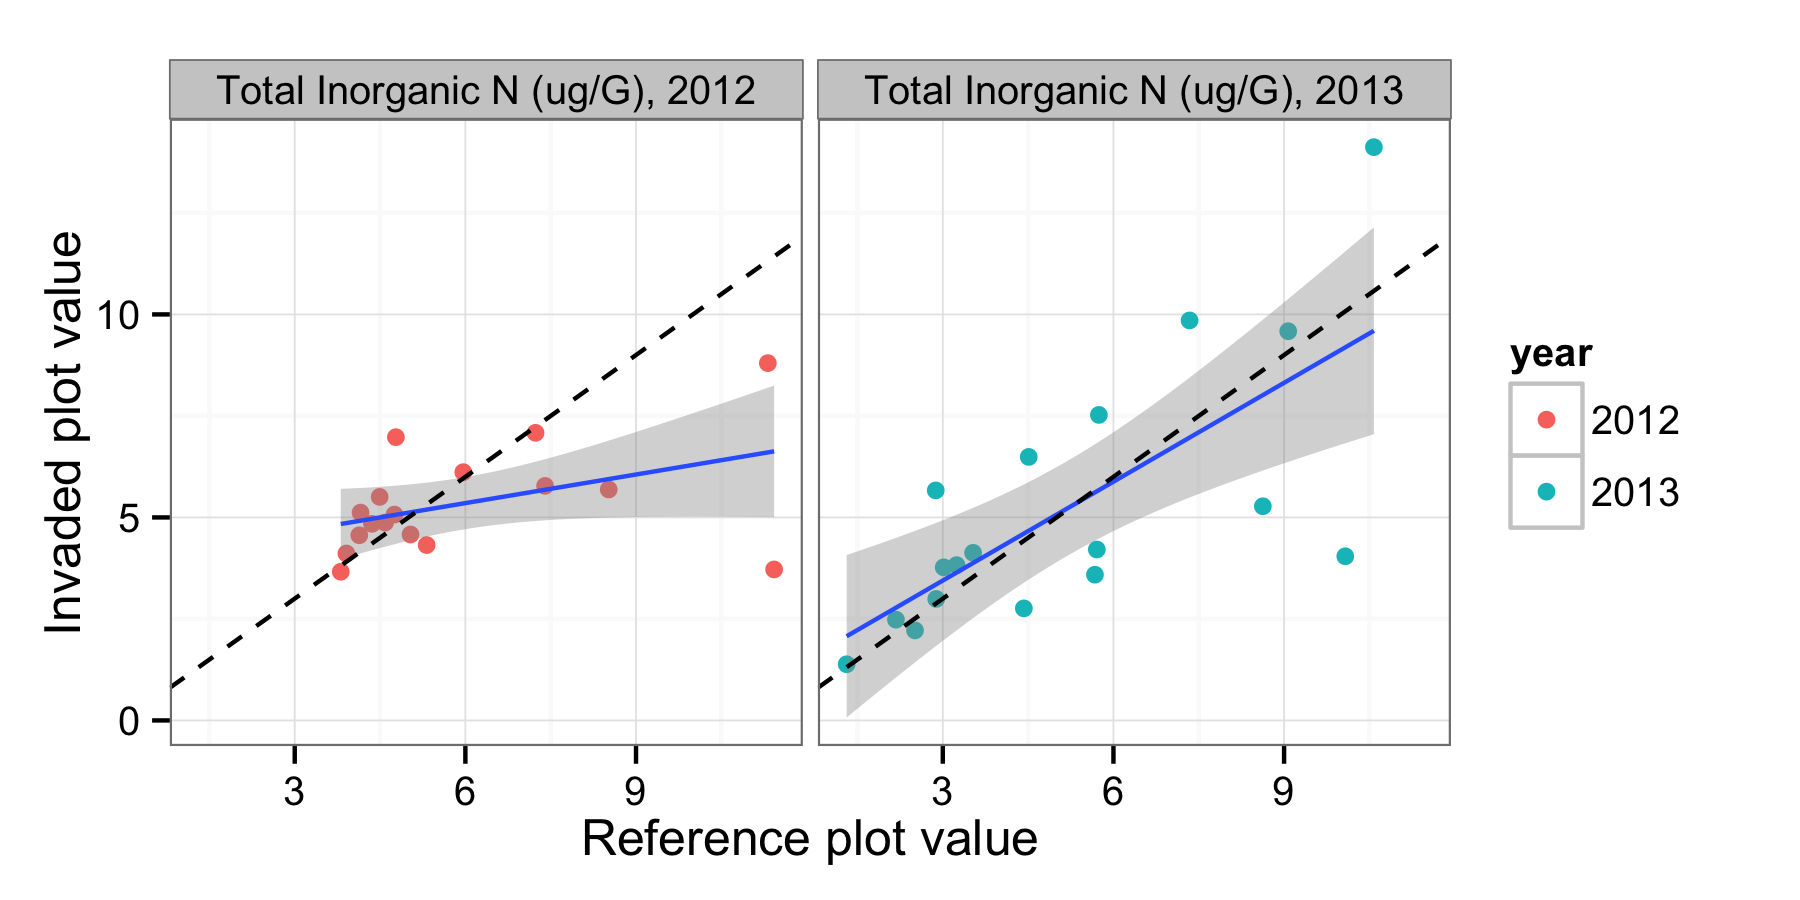 Total Inorganic N (ug/G), 2012
Total Inorganic N (ug/G), 2013
Invaded plot value
10
5
0
3
6
9
3
6
9
Reference plot value
year
2012
2013